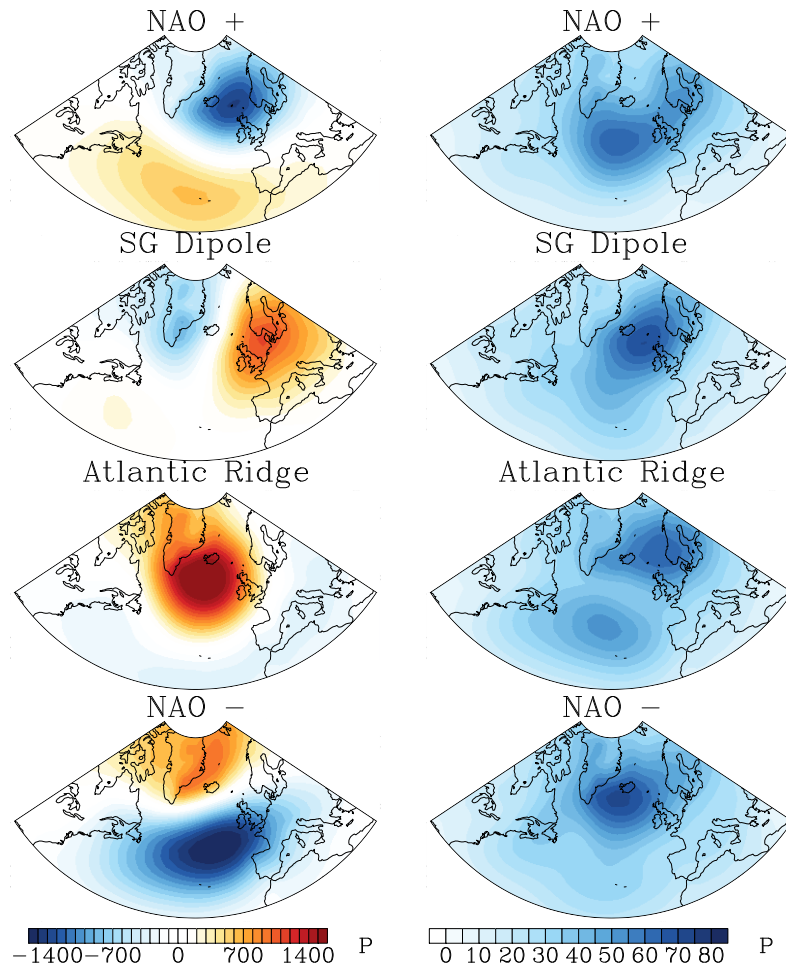 NAO + NAO +
SG Dipole SG Dipole
Atlantic Ridge Atlantic Ridge
NAO − NAO −
−1400 −700 0 700 1400 P 0 10 20 30 40 50 60 70 80 P